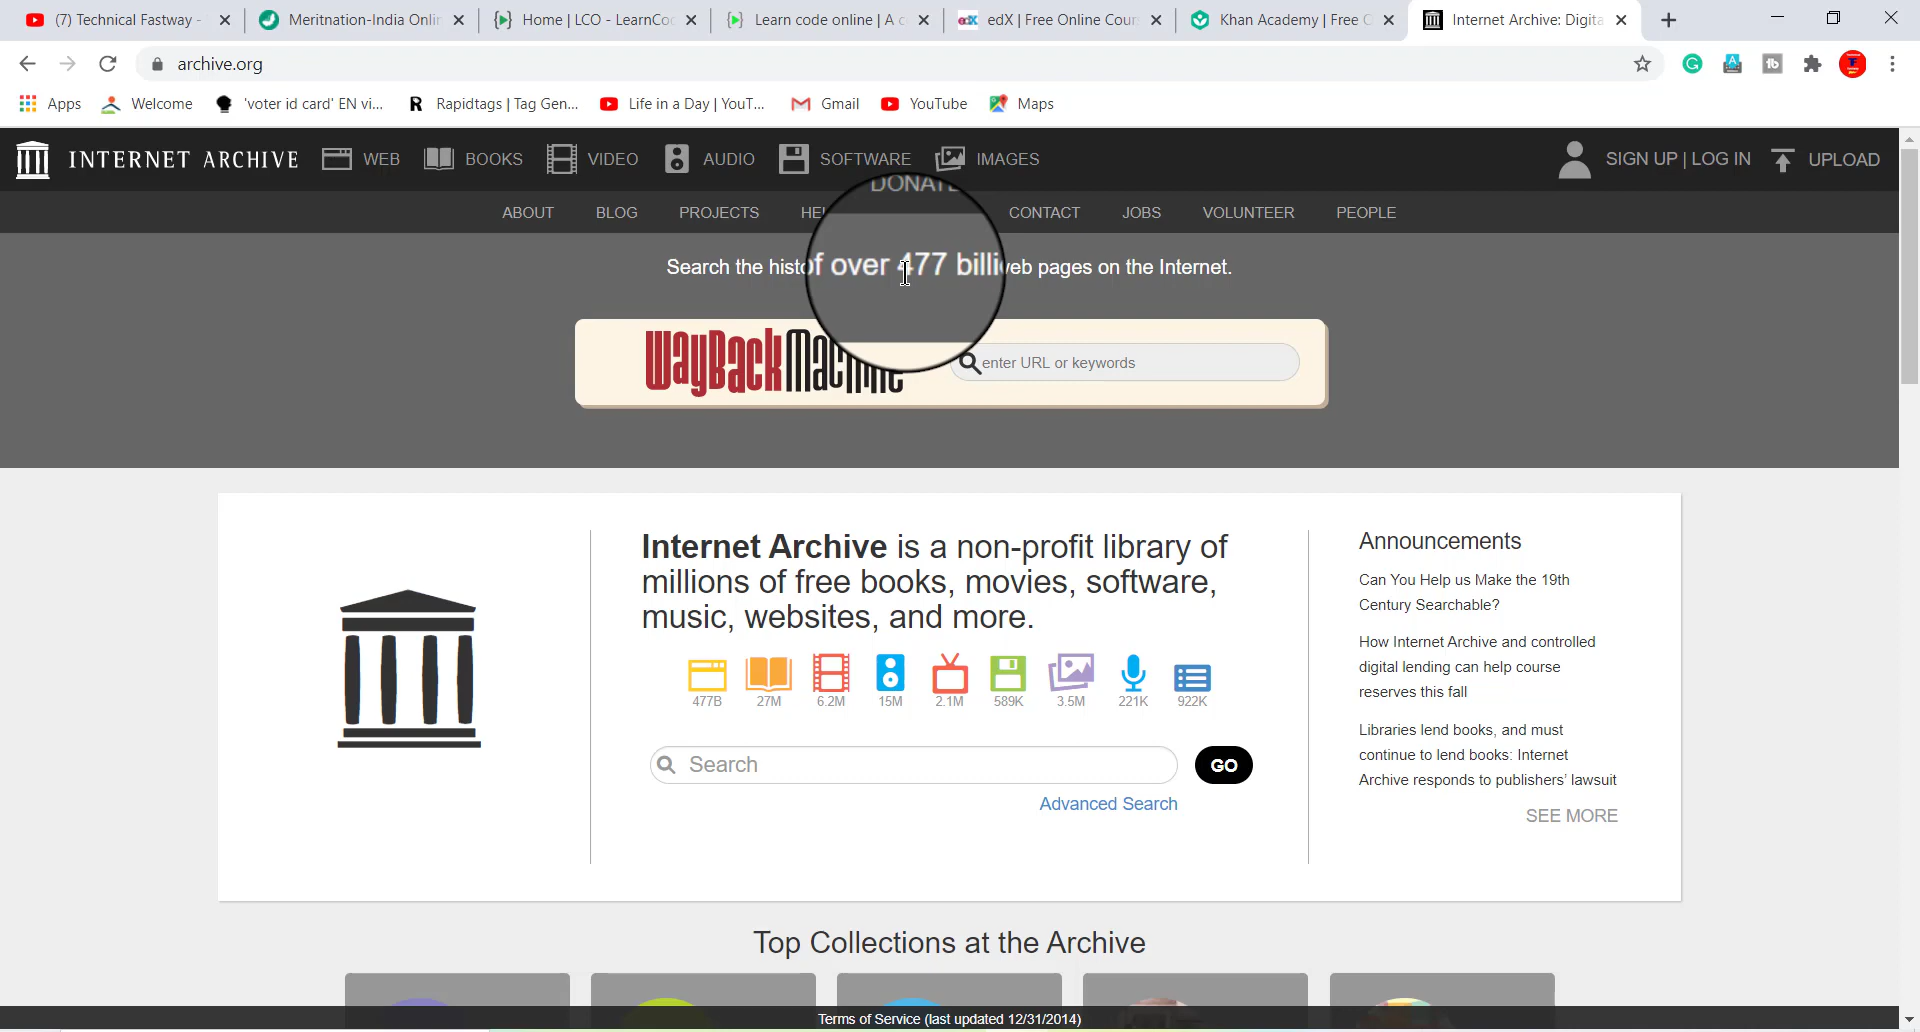 (7) Technical Fastway -
Meritnation-India Onlin
Home | LCO - LearnCo
Learn code online | A c
edX | Free Online Cour
Khan Academy | Free C
Internet Archive: Digita
archive.org
Apps
Welcome
'voter id card' EN vi...
Rapidtags | Tag Gen...
Life in a Day | YouT...
Gmail
YouTube
Maps
INTERNET ARCHIVE
WEB
BOOKS
VIDEO
AUDIO
SOFTWARE
IMAGES
SIGN UP | LOG IN
UPLOAD
DONATE
ABOUT
BLOG
PROJECTS
HEL
CONTACT
JOBS
VOLUNTEER
PEOPLE
Search the histof over 477 billieb pages on the Internet.
WayBackMachine
enter URL or keywords
Internet Archive is a non-profit library of
millions of free books, movies, software,
music, websites, and more.
477B 27M 6.2M 15M 2.1M 589K 3.5M 221K 922K
Search
GO
Advanced Search
Announcements
Can You Help us Make the 19th
Century Searchable?
How Internet Archive and controlled
digital lending can help course
reserves this fall
Libraries lend books, and must
continue to lend books: Internet
Archive responds to publishers' lawsuit
SEE MORE
Top Collections at the Archive
Terms of Service (last updated 12/31/2014)